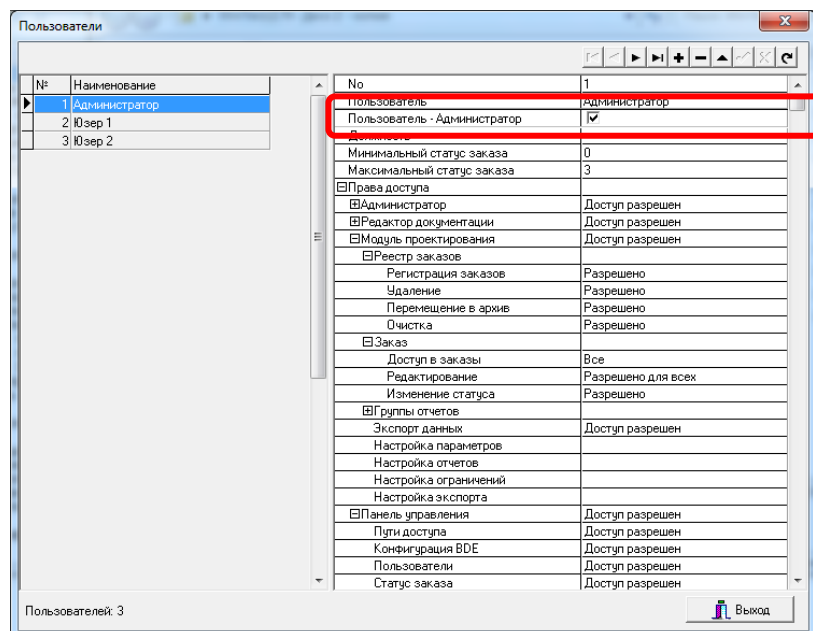 Пользователи
№ Наименование
1 Администратор
2 Юзер 1
3 Юзер 2
No 1
Пользователь Администратор
Пользователь - Администратор
Должность
Минимальный статус заказа 0
Максимальный статус заказа 3
Права доступа
Администратор Доступ разрешен
Редактор документации Доступ разрешен
Модуль проектирования Доступ разрешен
Реестр заказов
Регистрация заказов Разрешено
Удаление Разрешено
Перемещение в архив Разрешено
Очистка Разрешено
Заказ
Доступ в заказы Все
Редактирование Разрешено для всех
Изменение статуса Разрешено
Группы отчетов
Экспорт данных Доступ разрешен
Настройка параметров
Настройка отчетов
Настройка ограничений
Настройка экспорта
Панель управления Доступ разрешен
Пути доступа Доступ разрешен
Конфигурация BDE Доступ разрешен
Пользователи Доступ разрешен
Статус заказа Доступ разрешен
Пользователей: 3
Выход